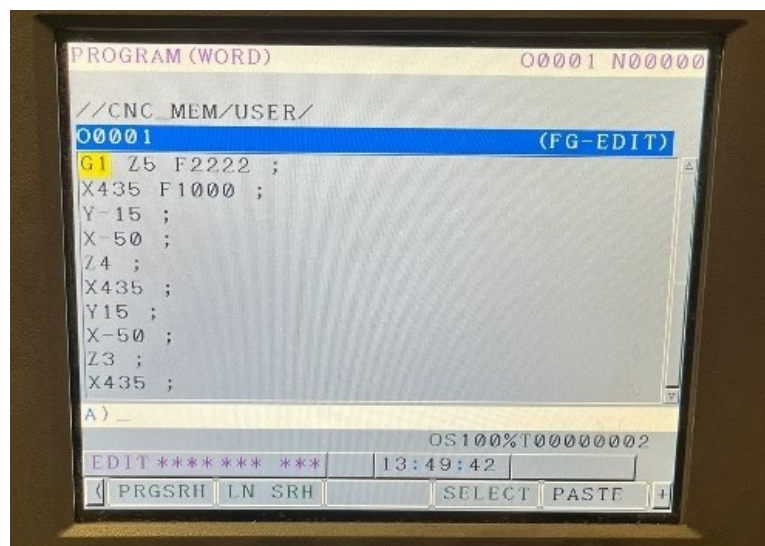 PROGRAM (WORD) O0001 N00000
//CNC_MEM/USER/
O0001 (FG-EDIT)
G1 Z5 F2222 ;
X435 F1000 ;
Y-15 ;
X-50 ;
Z4 ;
X435 ;
Y15 ;
X-50 ;
Z3 ;
X435 ;
A)_
OS100%T00000002
EDIT **** *** *** 13:49:42
( PRGSRH LN SRH SELECT PASTE +